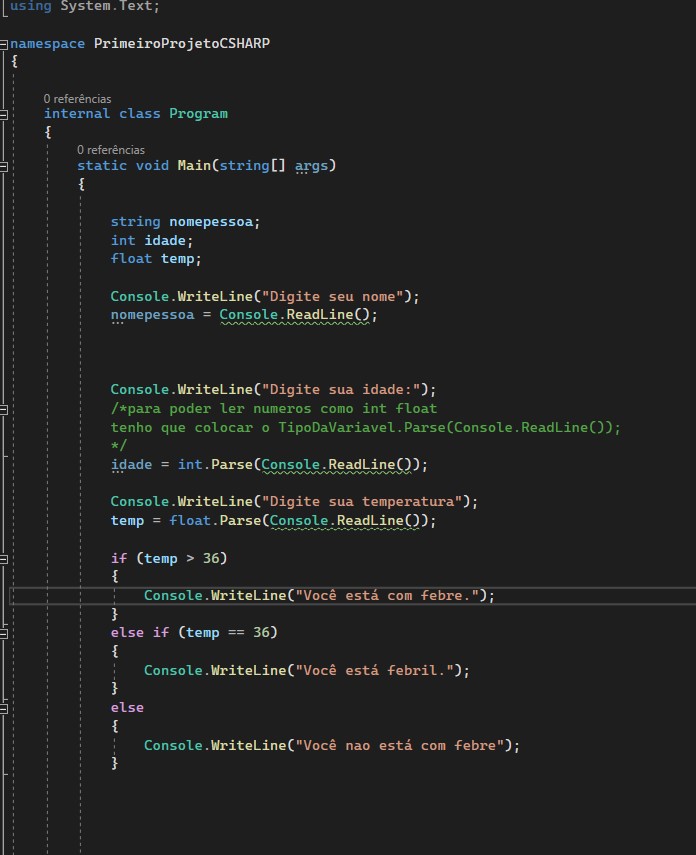 using System.Text;
namespace PrimeiroProjetoCSHARP
{
0 referências
internal class Program
{
0 referências
static void Main(string[] args)
{
string nomepessoa;
int idade;
float temp;
Console.WriteLine("Digite seu nome");
nomepessoa = Console.ReadLine();
Console.WriteLine("Digite sua idade:");
/*para poder ler numeros como int float
tenho que colocar o TipoDaVariavel.Parse(Console.ReadLine());
*/
idade = int.Parse(Console.ReadLine());
Console.WriteLine("Digite sua temperatura");
temp = float.Parse(Console.ReadLine());
if (temp > 36)
{
Console.WriteLine("Você está com febre.");
}
else if (temp == 36)
{
Console.WriteLine("Você está febril.");
}
else
{
Console.WriteLine("Você nao está com febre");
}